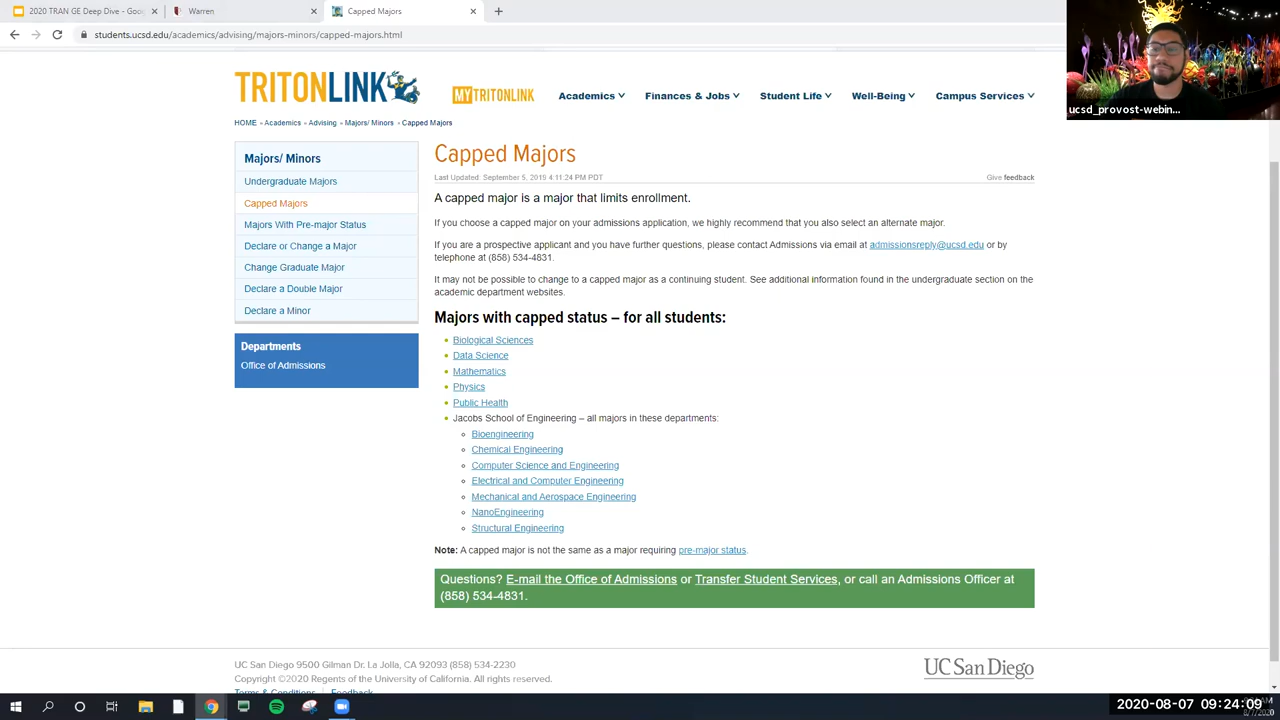 2020 TRAN GE Deep Dive - Goog
Warren
Capped Majors
students.ucsd.edu/academics/advising/majors-minors/capped-majors.html
ucsd_provost-webin...
TRITONLINK
MYTRITONLINK
Academics
Finances & Jobs
Student Life
Well-Being
Campus Services
HOME » Academics » Advising » Majors/ Minors » Capped Majors
Majors/ Minors
Undergraduate Majors
Capped Majors
Majors With Pre-major Status
Declare or Change a Major
Change Graduate Major
Declare a Double Major
Declare a Minor
Departments
Office of Admissions
Capped Majors
Last Updated: September 5, 2019 4:11:24 PM PDT
Give feedback
A capped major is a major that limits enrollment.
If you choose a capped major on your admissions application, we highly recommend that you also select an alternate major.
If you are a prospective applicant and you have further questions, please contact Admissions via email at admissionsreply@ucsd.edu or by
telephone at (858) 534-4831.
It may not be possible to change to a capped major as a continuing student. See additional information found in the undergraduate section on the
academic department websites.
Majors with capped status – for all students:
Biological Sciences
Data Science
Mathematics
Physics
Public Health
Jacobs School of Engineering – all majors in these departments:
Bioengineering
Chemical Engineering
Computer Science and Engineering
Electrical and Computer Engineering
Mechanical and Aerospace Engineering
NanoEngineering
Structural Engineering
Note: A capped major is not the same as a major requiring pre-major status.
Questions? E-mail the Office of Admissions or Transfer Student Services, or call an Admissions Officer at
(858) 534-4831.
UC San Diego 9500 Gilman Dr. La Jolla, CA 92093 (858) 534-2230
Copyright ©2020 Regents of the University of California. All rights reserved.
Terms & Conditions Feedback
UC San Diego
2020-08-07 09:24:09
8/7/2020